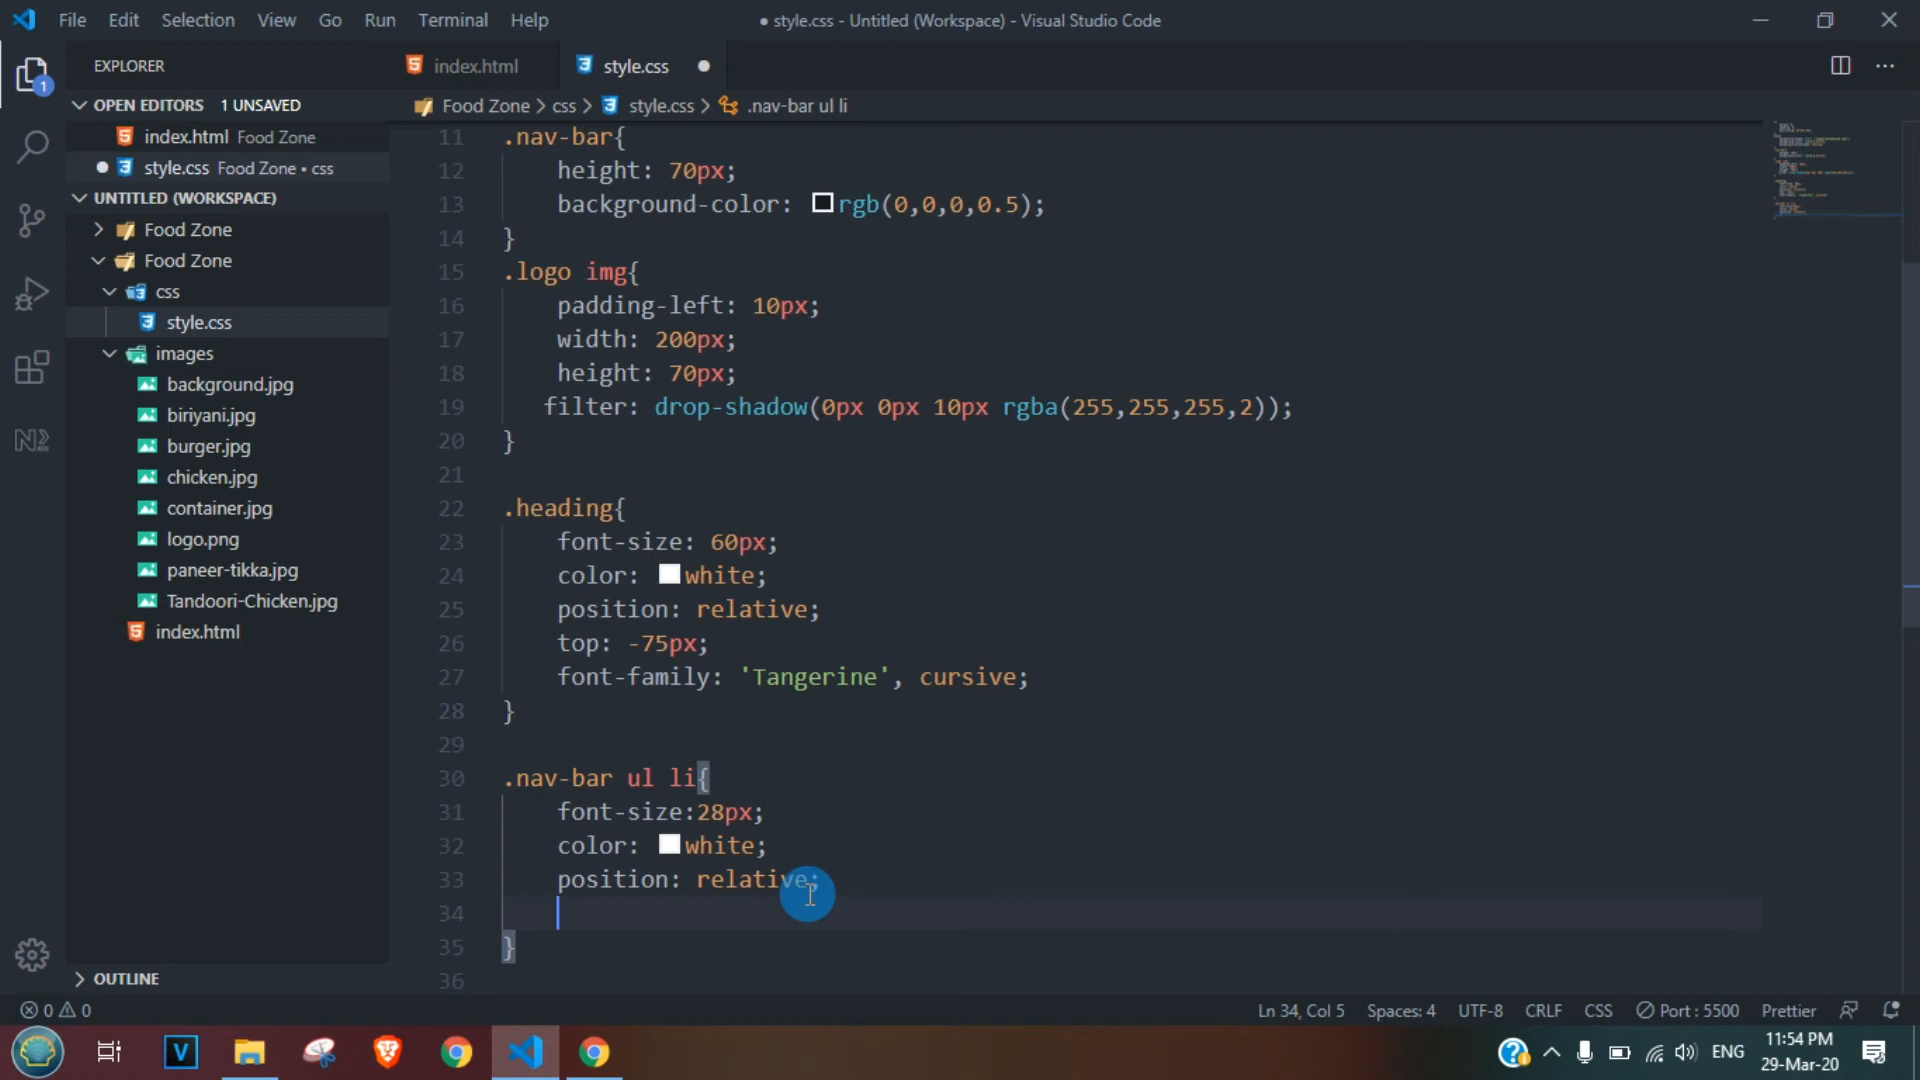 File Edit Selection View Go Run Terminal Help
● style.css - Untitled (Workspace) - Visual Studio Code
EXPLORER
index.html
style.css
OPEN EDITORS 1 UNSAVED
index.html Food Zone
style.css Food Zone • css
UNTITLED (WORKSPACE)
Food Zone
Food Zone
css
style.css
images
background.jpg
biriyani.jpg
burger.jpg
chicken.jpg
container.jpg
logo.png
paneer-tikka.jpg
Tandoori-Chicken.jpg
index.html
OUTLINE
1
Food Zone > css > style.css > .nav-bar ul li
11 .nav-bar{
12 height: 70px;
13 background-color: rgb(0,0,0,0.5);
14 }
15 .logo img{
16 padding-left: 10px;
17 width: 200px;
18 height: 70px;
19 filter: drop-shadow(0px 0px 10px rgba(255,255,255,2));
20 }
21
22 .heading{
23 font-size: 60px;
24 color: white;
25 position: relative;
26 top: -75px;
27 font-family: 'Tangerine', cursive;
28 }
29
30 .nav-bar ul li{
31 font-size:28px;
32 color: white;
33 position: relative;
34
35 }
36
0 0
Ln 34, Col 5 Spaces: 4 UTF-8 CRLF CSS Port : 5500 Prettier
V
ENG
11:54 PM
29-Mar-20